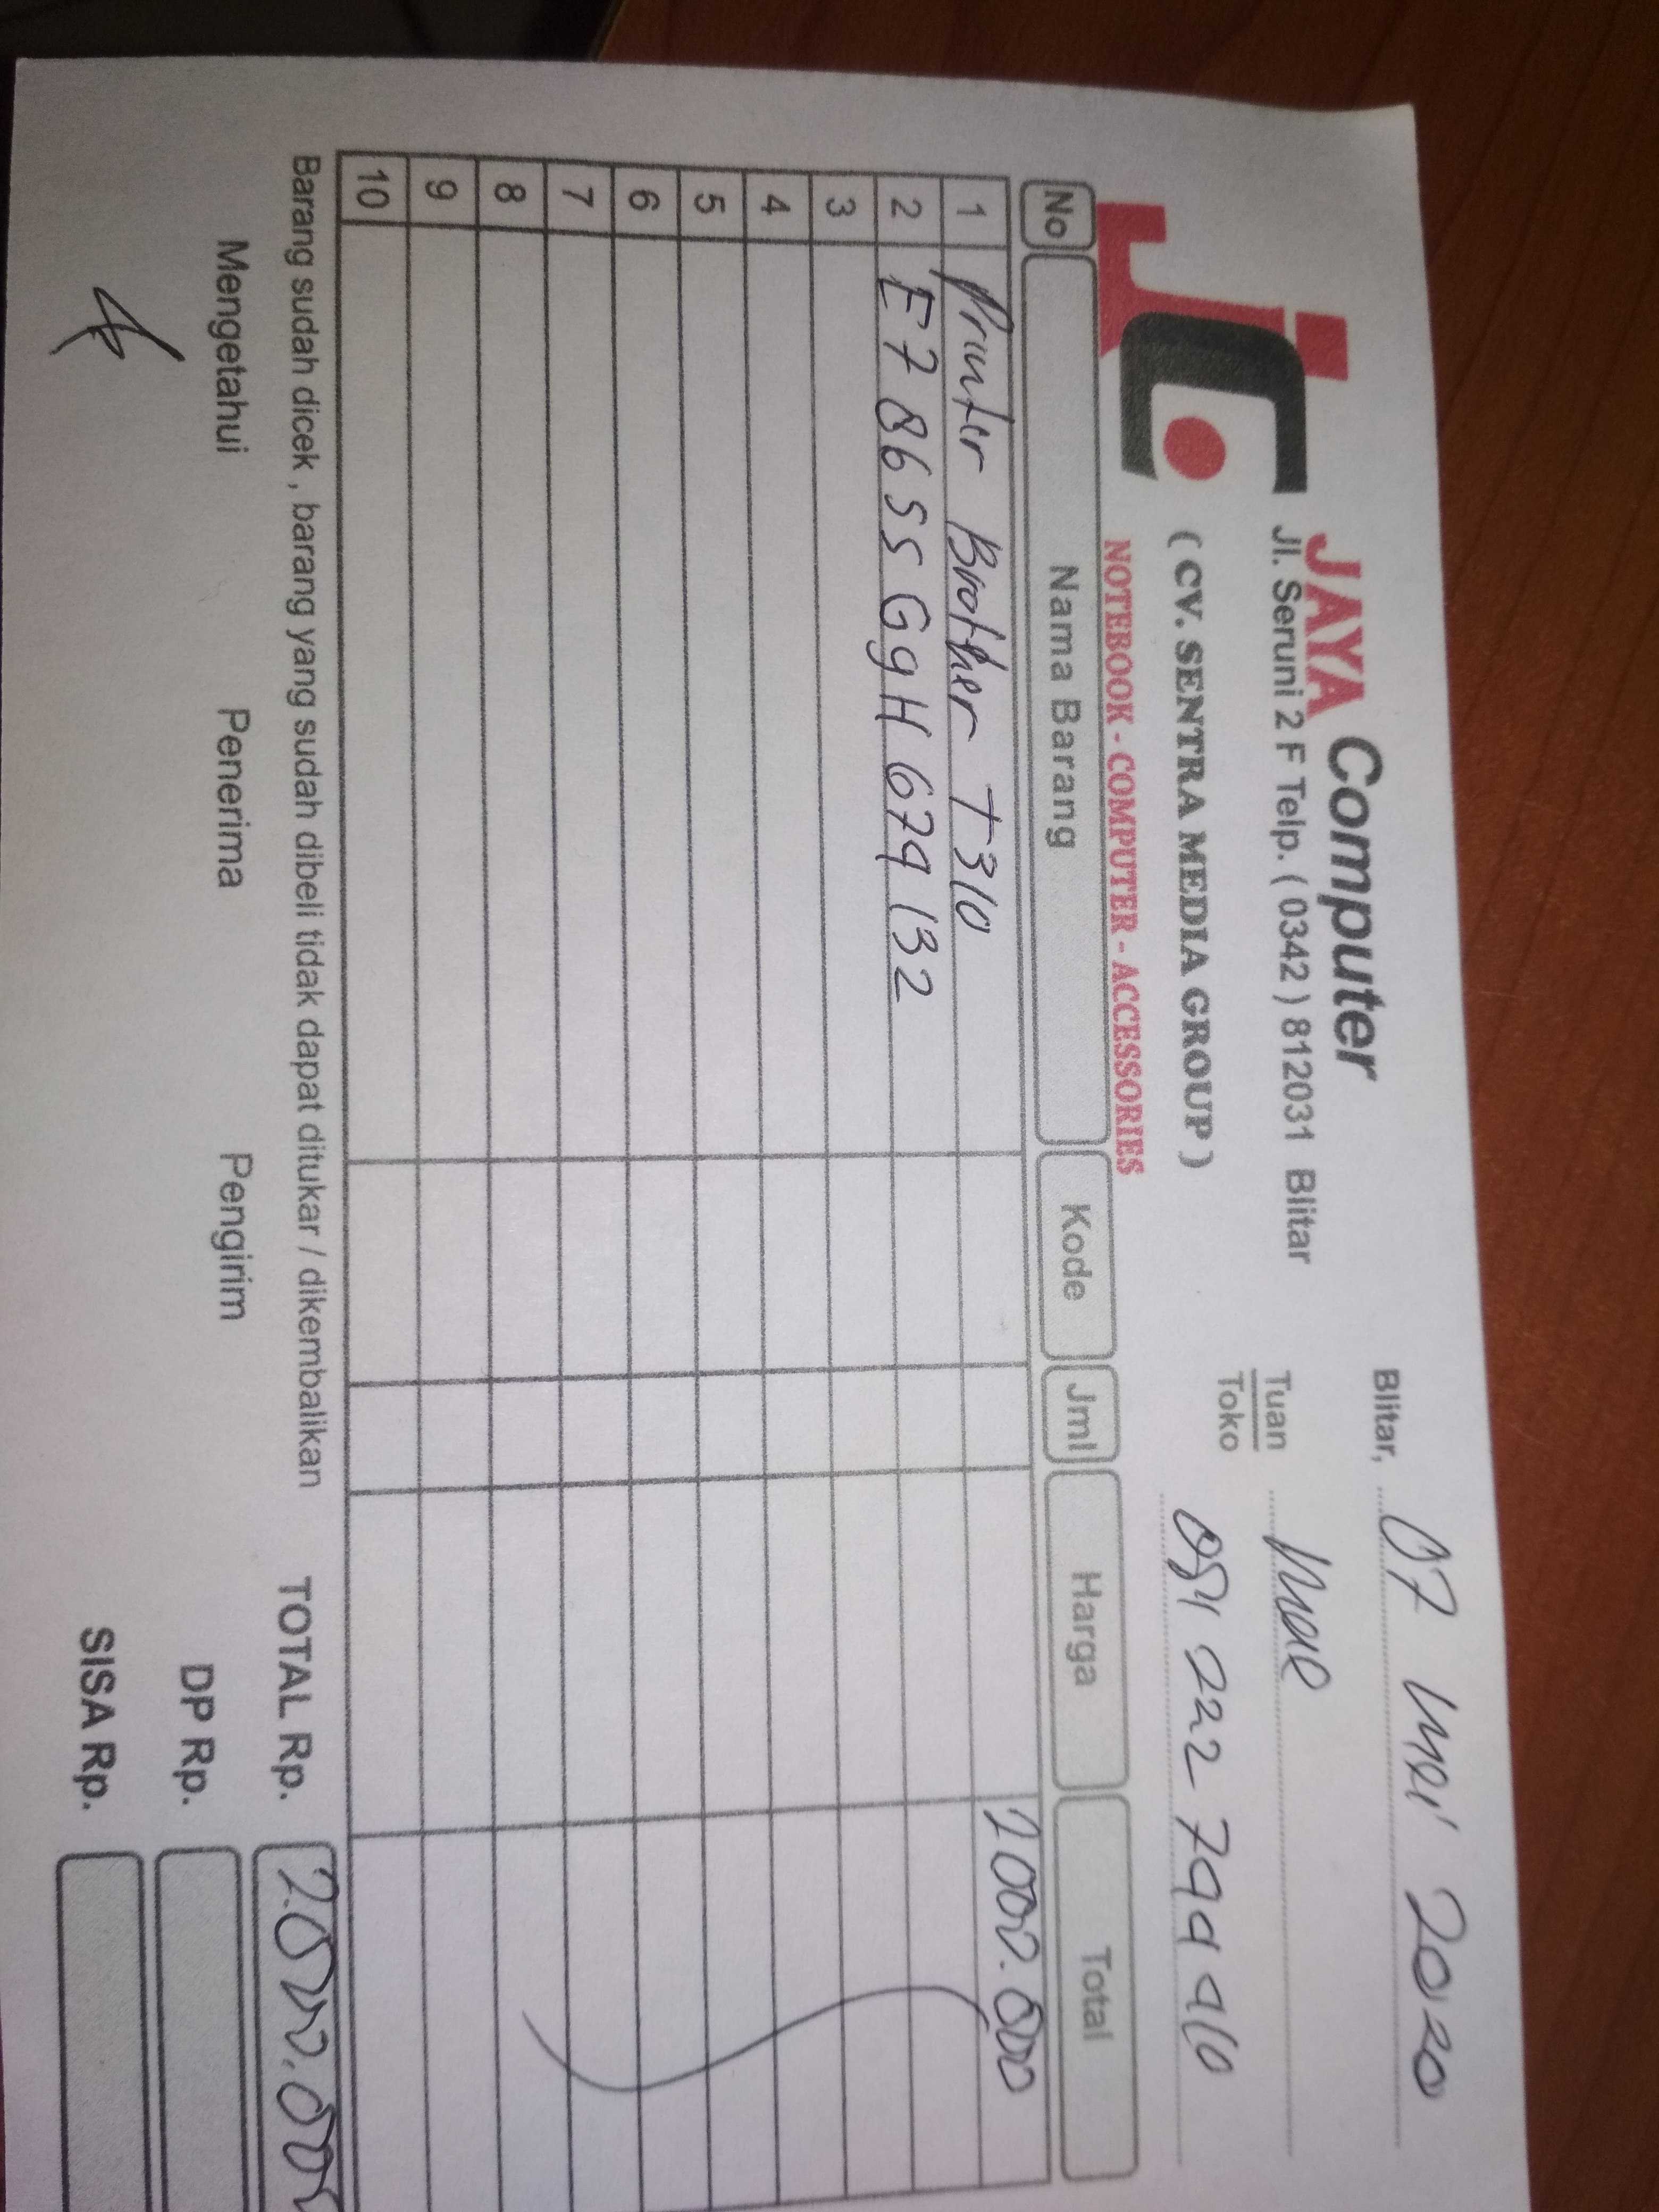 JC
JAYA Computer
Jl. Seruni 2 F Telp. ( 0342 ) 812031 Blitar
( CV. SENTRA MEDIA GROUP )
NOTEBOOK - COMPUTER - ACCESSORIES
Blitar, 07 Mei 2020
Tuan
Toko
081 222 799 910
No Nama Barang Kode Jml Harga Total
1 Printer Brother T310 2000.000
2 E78655G9H679132
3
4
5
6
7
8
9
10
Barang sudah dicek , barang yang sudah dibeli tidak dapat ditukar / dikembalikan
TOTAL Rp. 2.000.000
Mengetahui Penerima Pengirim
DP Rp.
SISA Rp.